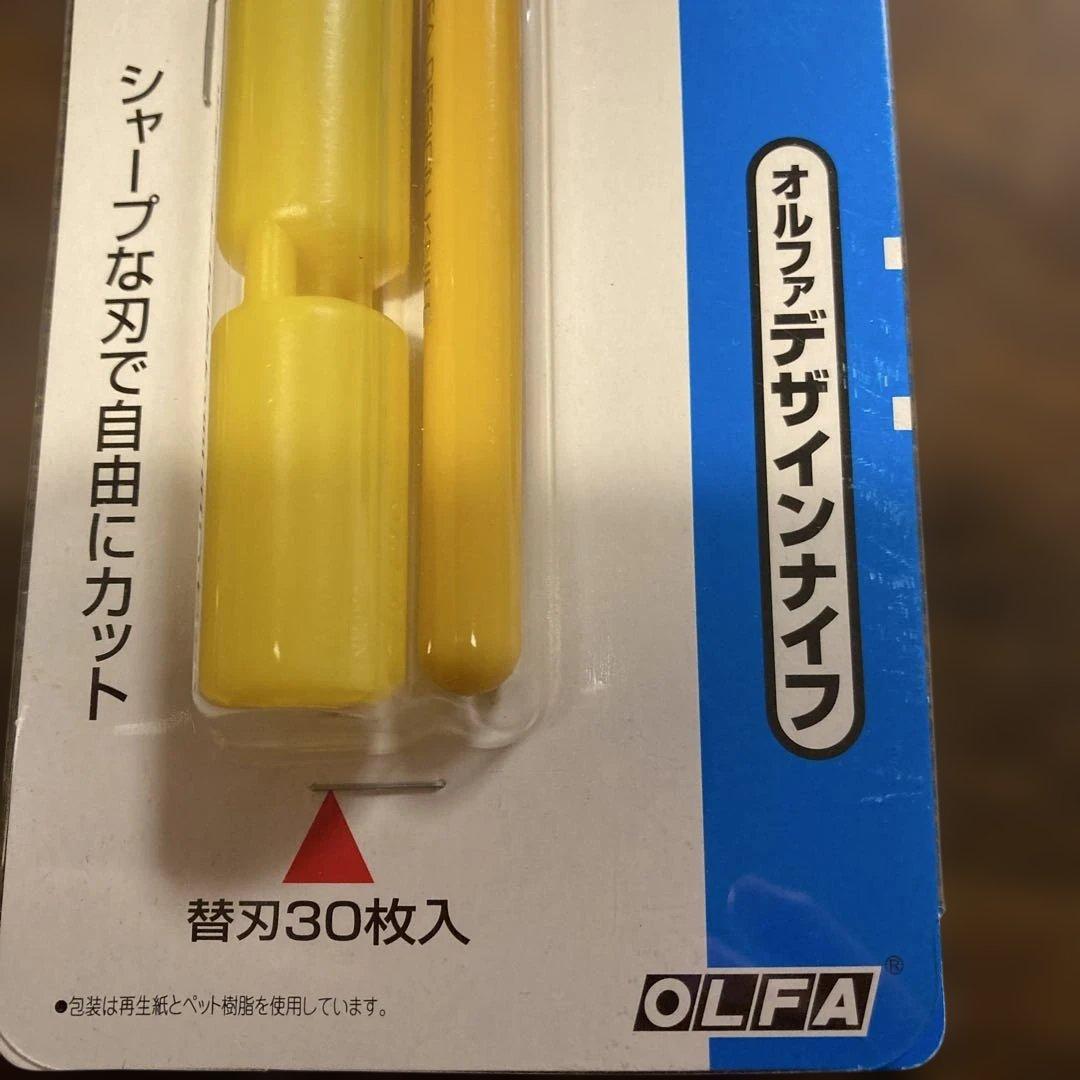 シャープな刃で自由にカット
オルファデザインナイフ
替刃30枚入
●包装は再生紙とペット樹脂を使用しています。
OLFA®